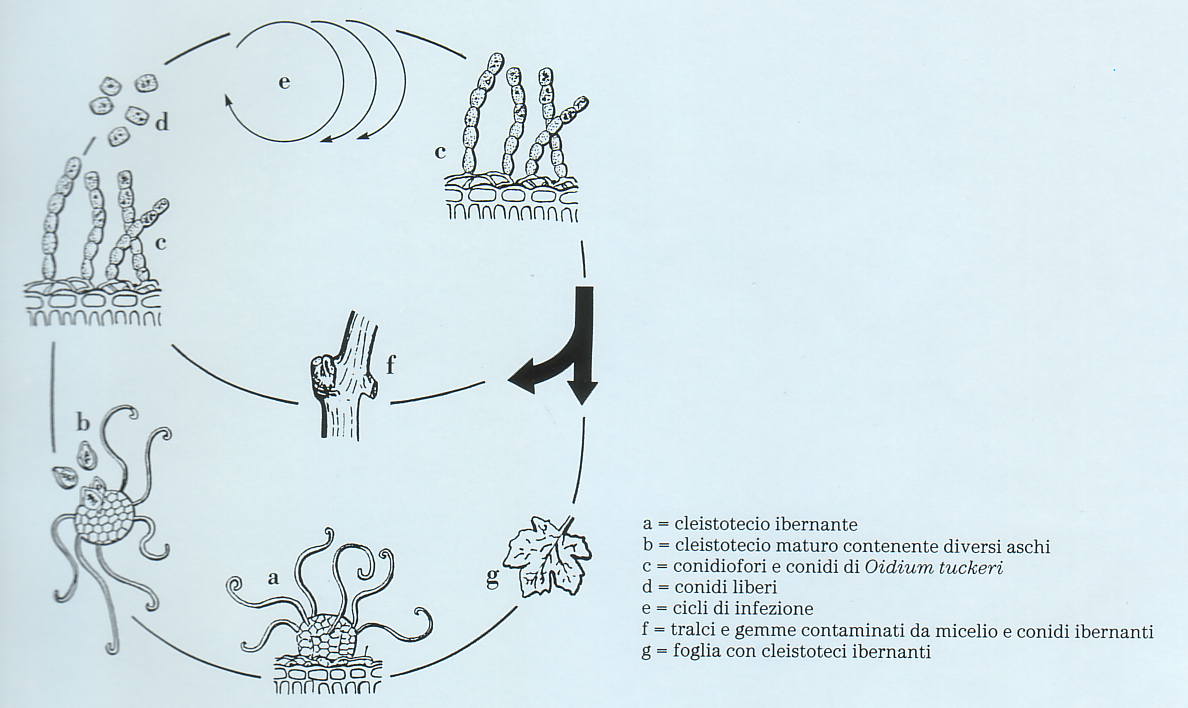 e
d
c
c
f
b
g
a
a = cleistotecio ibernante
b = cleistotecio maturo contenente diversi aschi
c = conidiofori e conidi di Oidium tuckeri
d = conidi liberi
e = cicli di infezione
f = tralci e gemme contaminati da micelio e conidi ibernanti
g = foglia con cleistoteci ibernanti